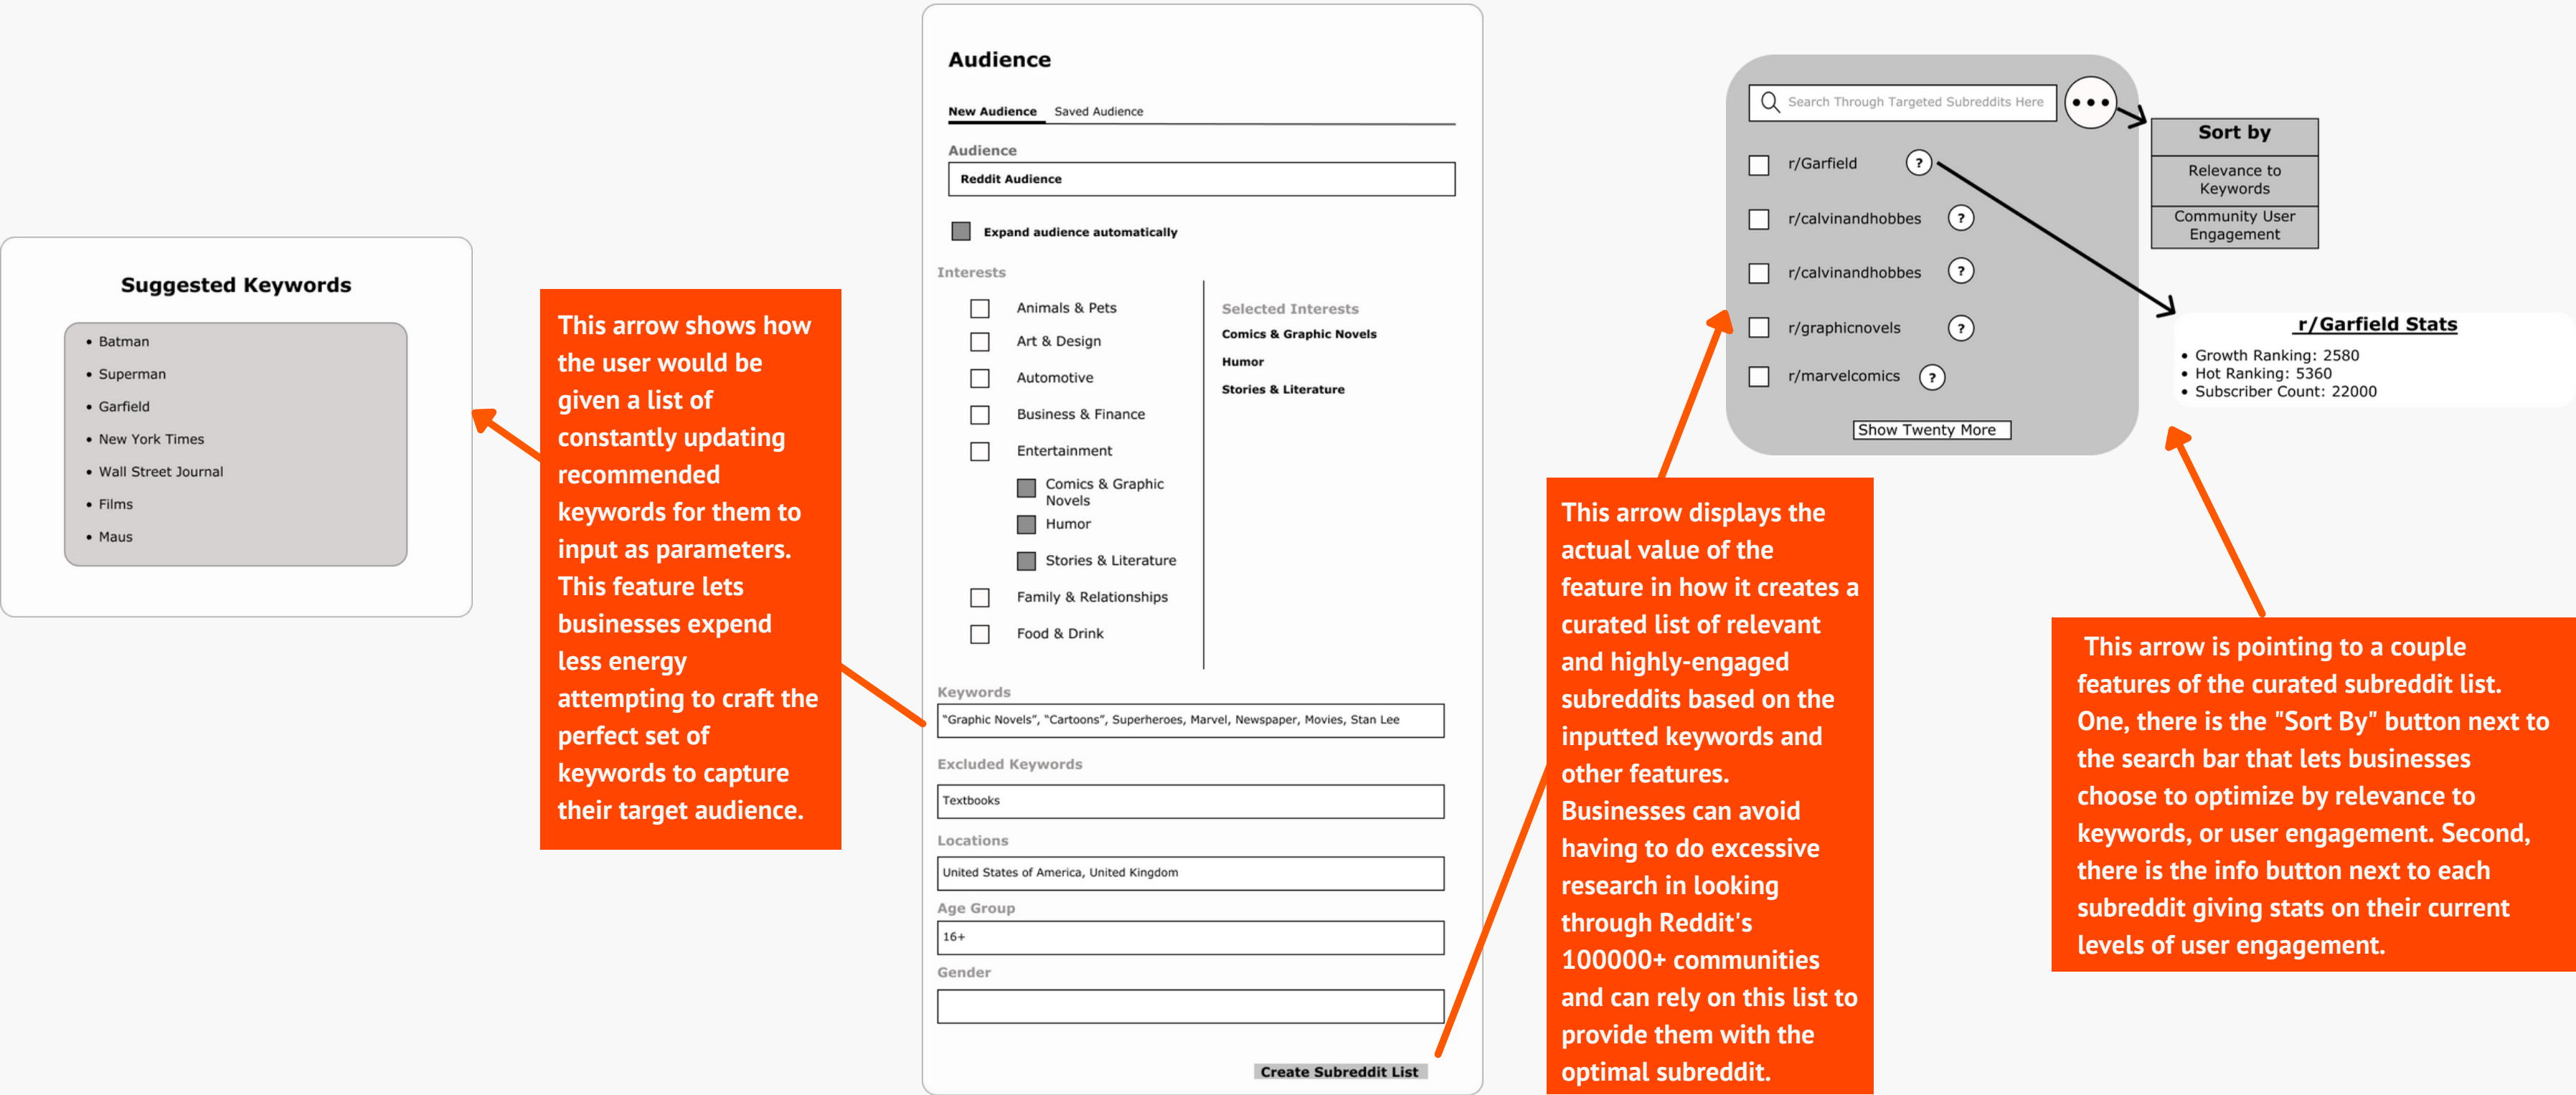 Suggested Keywords
• Batman
• Superman
• Garfield
• New York Times
• Wall Street Journal
• Films
• Maus
This arrow shows how
the user would be
given a list of
constantly updating
recommended
keywords for them to
input as parameters.
This feature lets
businesses expend
less energy
attempting to craft the
perfect set of
keywords to capture
their target audience.
Audience
New Audience Saved Audience
Audience
Reddit Audience
Expand audience automatically
Interests
Animals & Pets
Art & Design
Automotive
Business & Finance
Entertainment
Comics & Graphic
Novels
Humor
Stories & Literature
Family & Relationships
Food & Drink
Selected Interests
Comics & Graphic Novels
Humor
Stories & Literature
Keywords
"Graphic Novels", "Cartoons", Superheroes, Marvel, Newspaper, Movies, Stan Lee
Excluded Keywords
Textbooks
Locations
United States of America, United Kingdom
Age Group
16+
Gender
Create Subreddit List
Search Through Targeted Subreddits Here
r/Garfield ?
r/calvinandhobbes ?
r/calvinandhobbes ?
r/graphicnovels ?
r/marvelcomics ?
Show Twenty More
Sort by
Relevance to
Keywords
Community User
Engagement
r/Garfield Stats
• Growth Ranking: 2580
• Hot Ranking: 5360
• Subscriber Count: 22000
This arrow displays the
actual value of the
feature in how it creates a
curated list of relevant
and highly-engaged
subreddits based on the
inputted keywords and
other features.
Businesses can avoid
having to do excessive
research in looking
through Reddit's
100000+ communities
and can rely on this list to
provide them with the
optimal subreddit.
This arrow is pointing to a couple
features of the curated subreddit list.
One, there is the "Sort By" button next to
the search bar that lets businesses
choose to optimize by relevance to
keywords, or user engagement. Second,
there is the info button next to each
subreddit giving stats on their current
levels of user engagement.